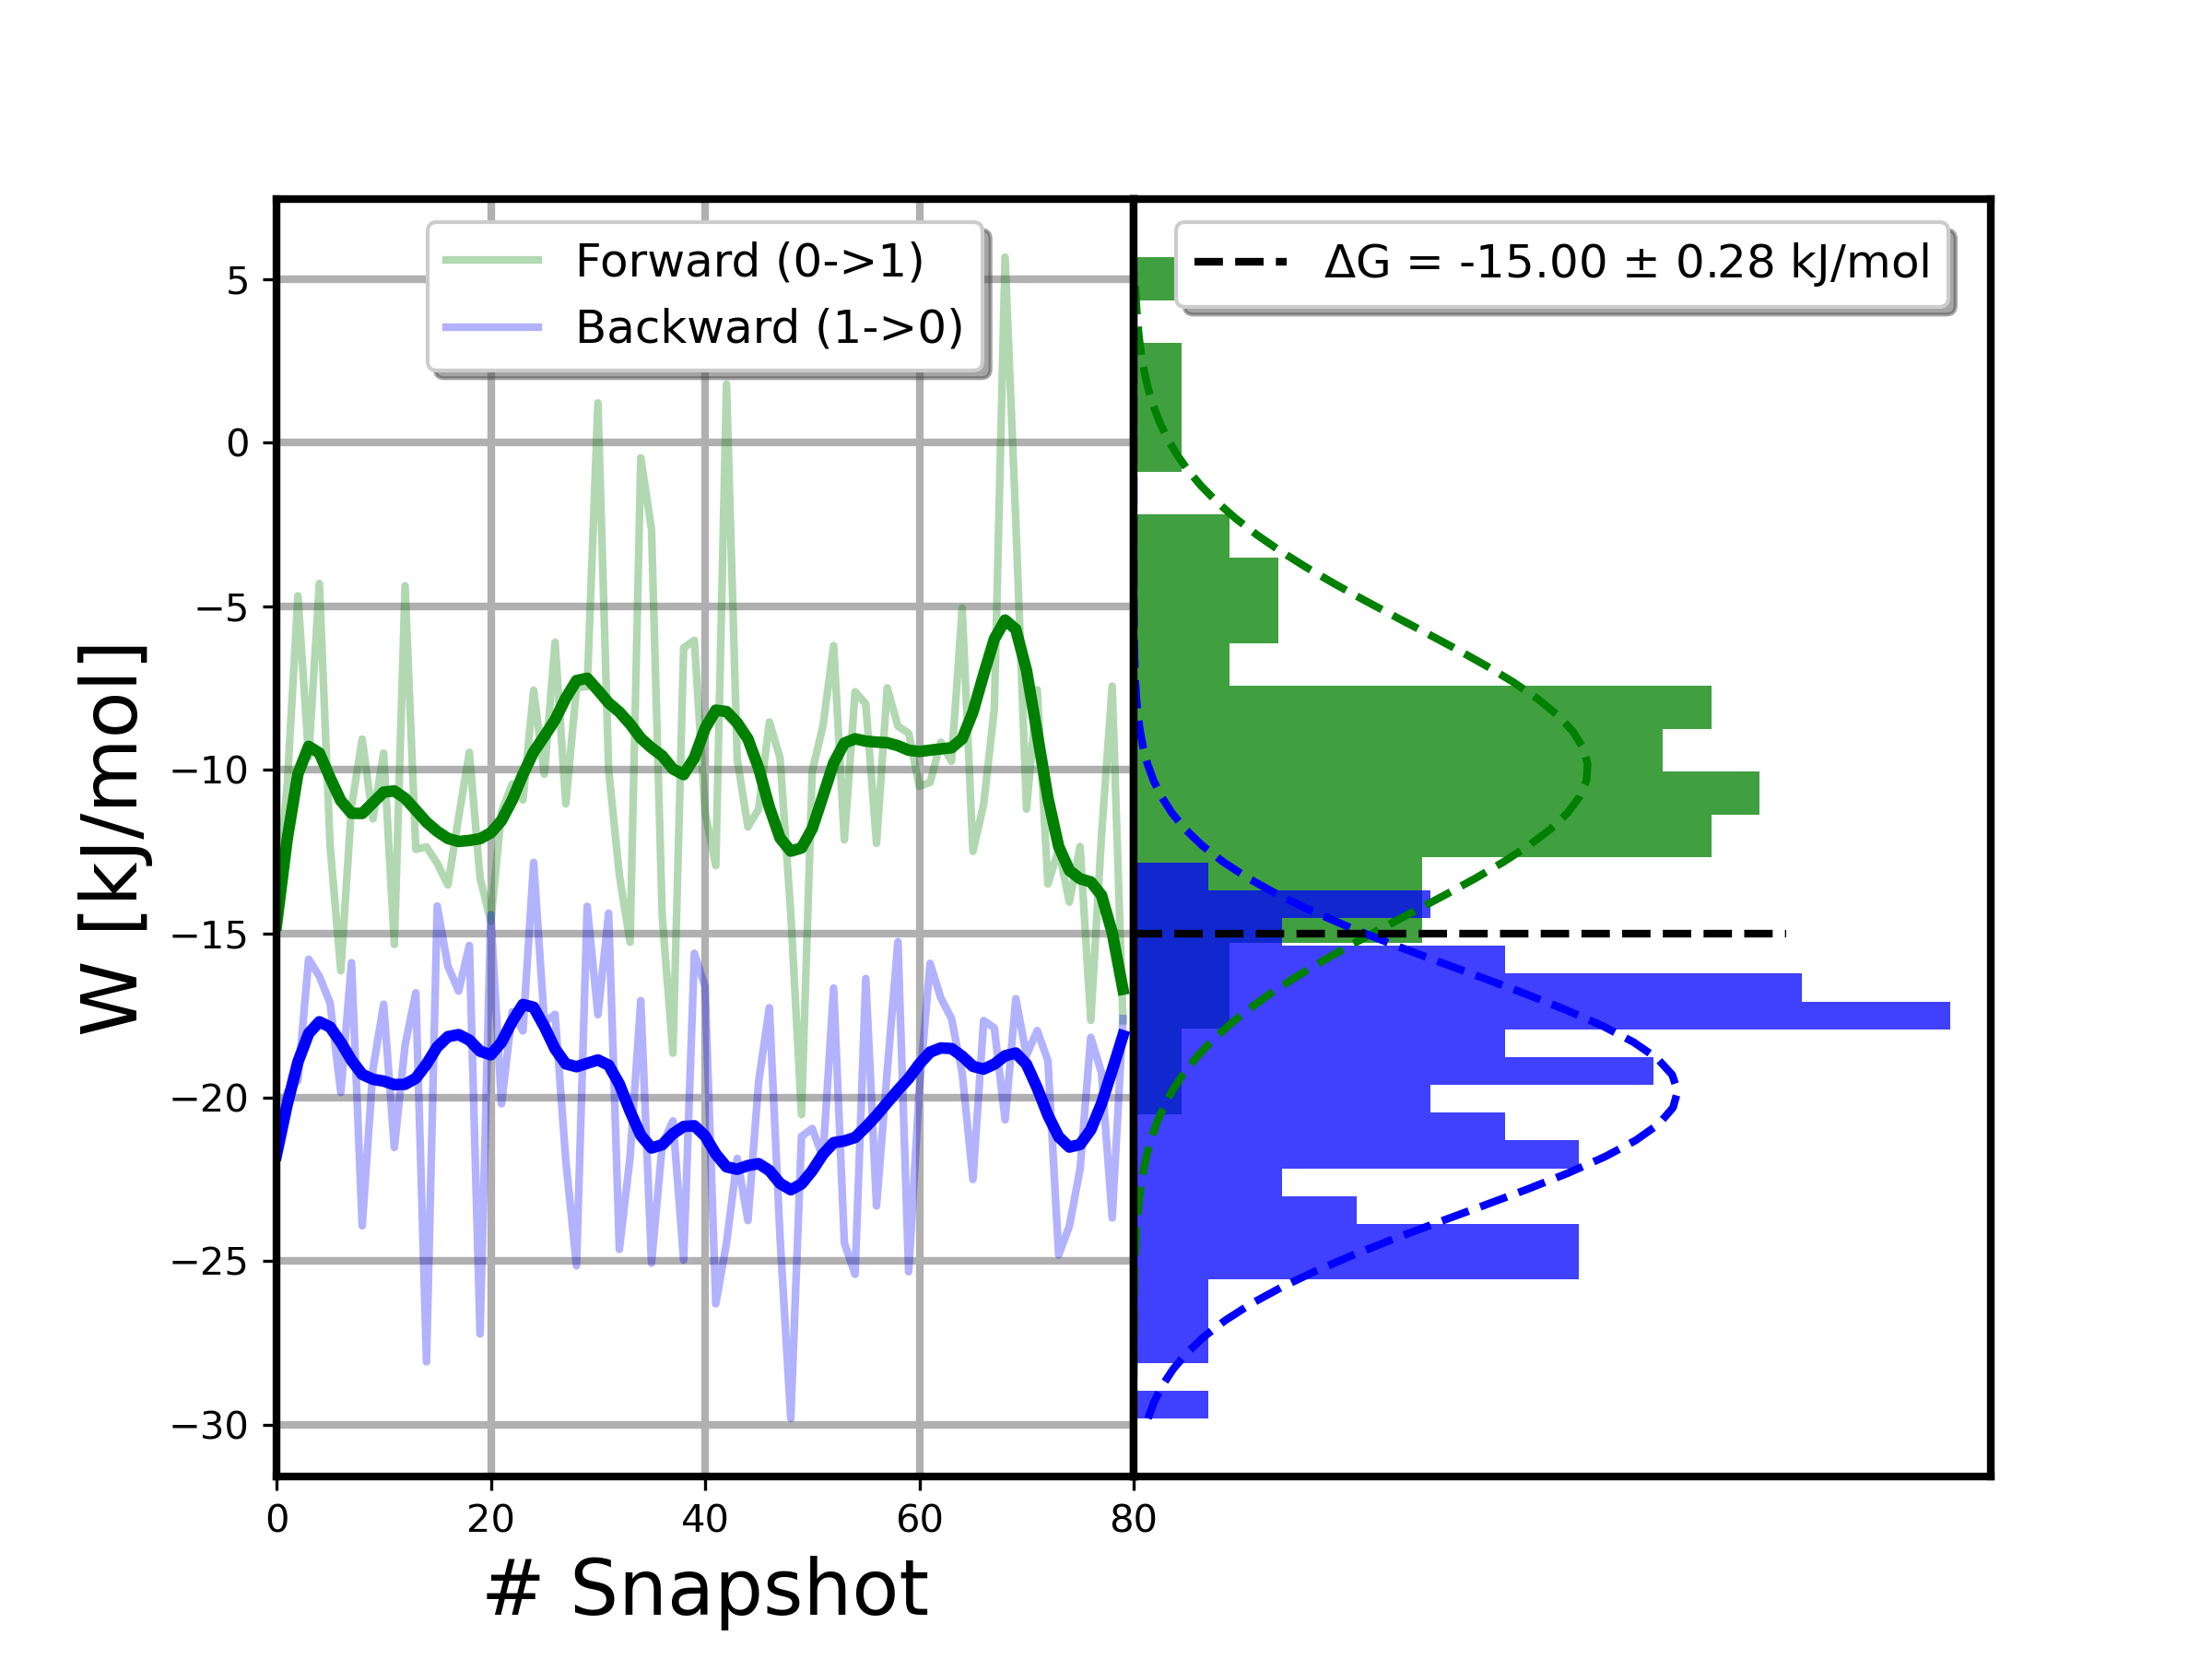 Forward (0->1)
Backward (1->0)
ΔG = -15.00 ± 0.28 kJ/mol
5
0
−5
−10
−15
−20
−25
−30
W [kJ/mol]
0 20 40 60 80
# Snapshot